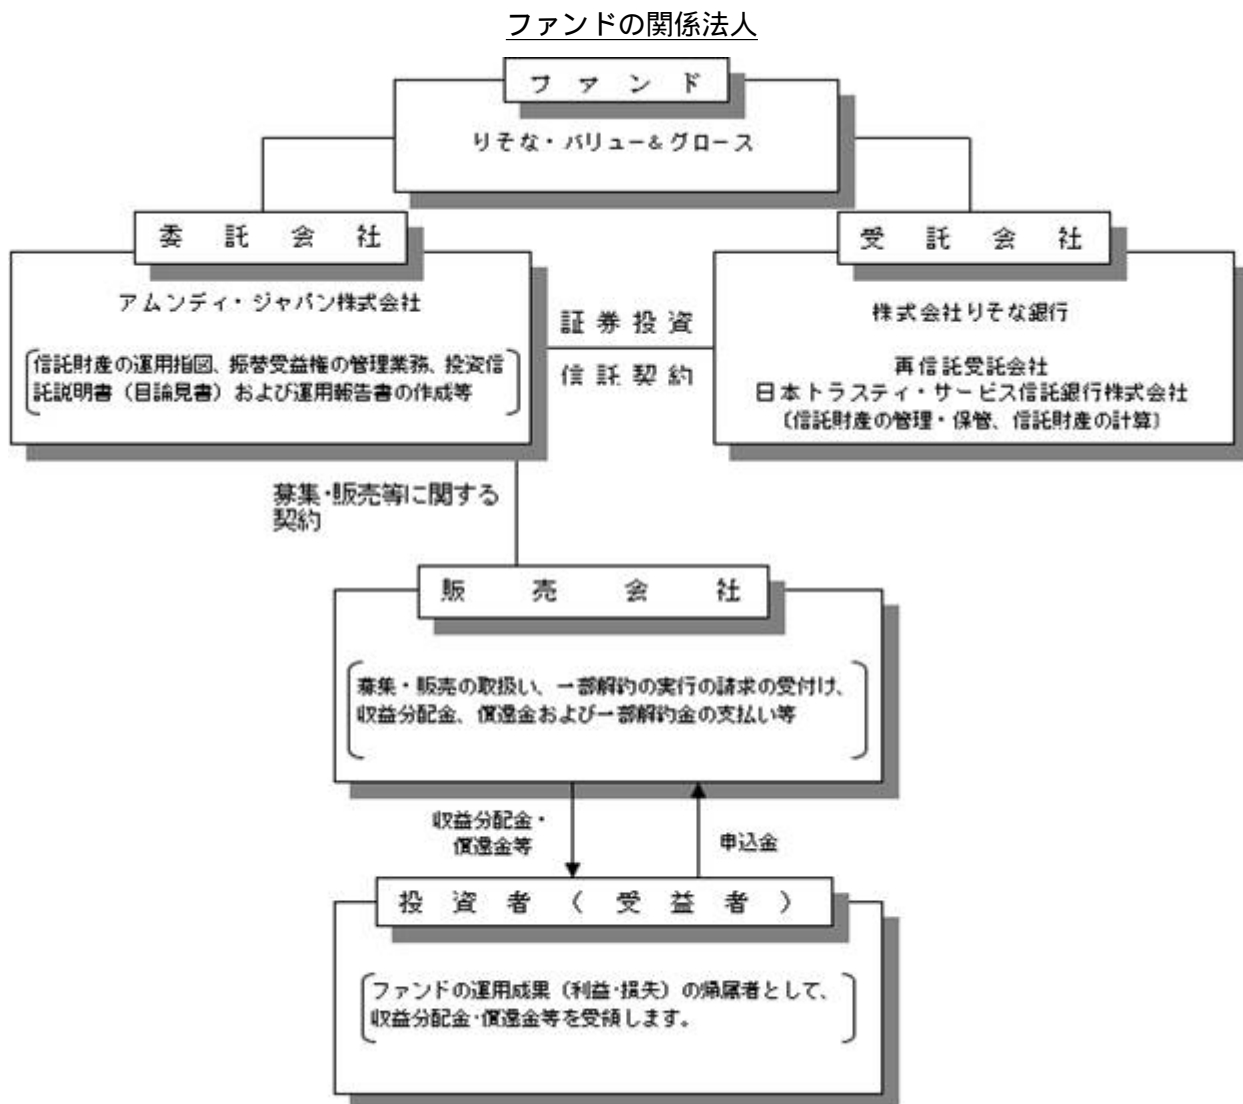 ファンドの関係法人
ファンド
りそな・バリュー&グロース
委託会社
受託会社
アムンディ・ジャパン株式会社
信託財産の運用指図、振替受益権の管理業務、投資信
託説明書（目論見書）および運用報告書の作成等
証券投資
信託契約
株式会社りそな銀行
再信託受託会社
日本トラスティ・サービス信託銀行株式会社
〔信託財産の管理・保管、信託財産の計算〕
募集・販売等に関する
契約
販売会社
募集・販売の取扱い、一部解約の実行の請求の受付け、
収益分配金、償還金および一部解約金の支払い等
収益分配金・
償還金等
申込金
投資者（受益者）
ファンドの運用成果（利益・損失）の帰属者として、
収益分配金・償還金等を受領します。